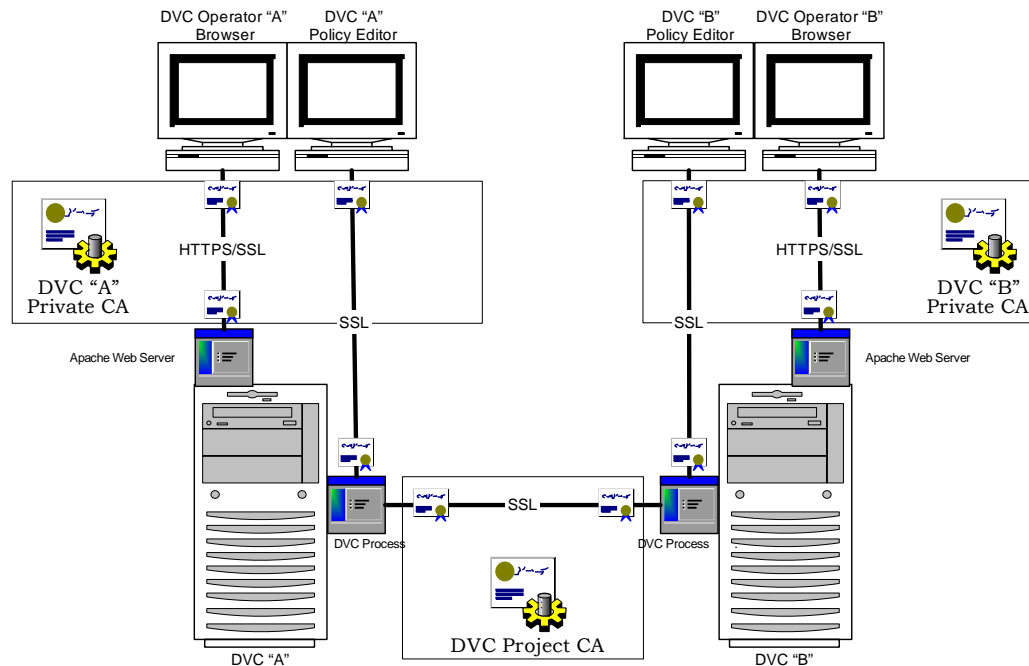 DVC Operator “A”
Browser
DVC “A”
Policy Editor
DVC “B”
Policy Editor
DVC Operator “B”
Browser
HTTPS/SSL
HTTPS/SSL
DVC “A”
Private CA
DVC “B”
Private CA
SSL
SSL
Apache Web Server
Apache Web Server
SSL
DVC Process
DVC Process
DVC Project CA
DVC “A”
DVC “B”